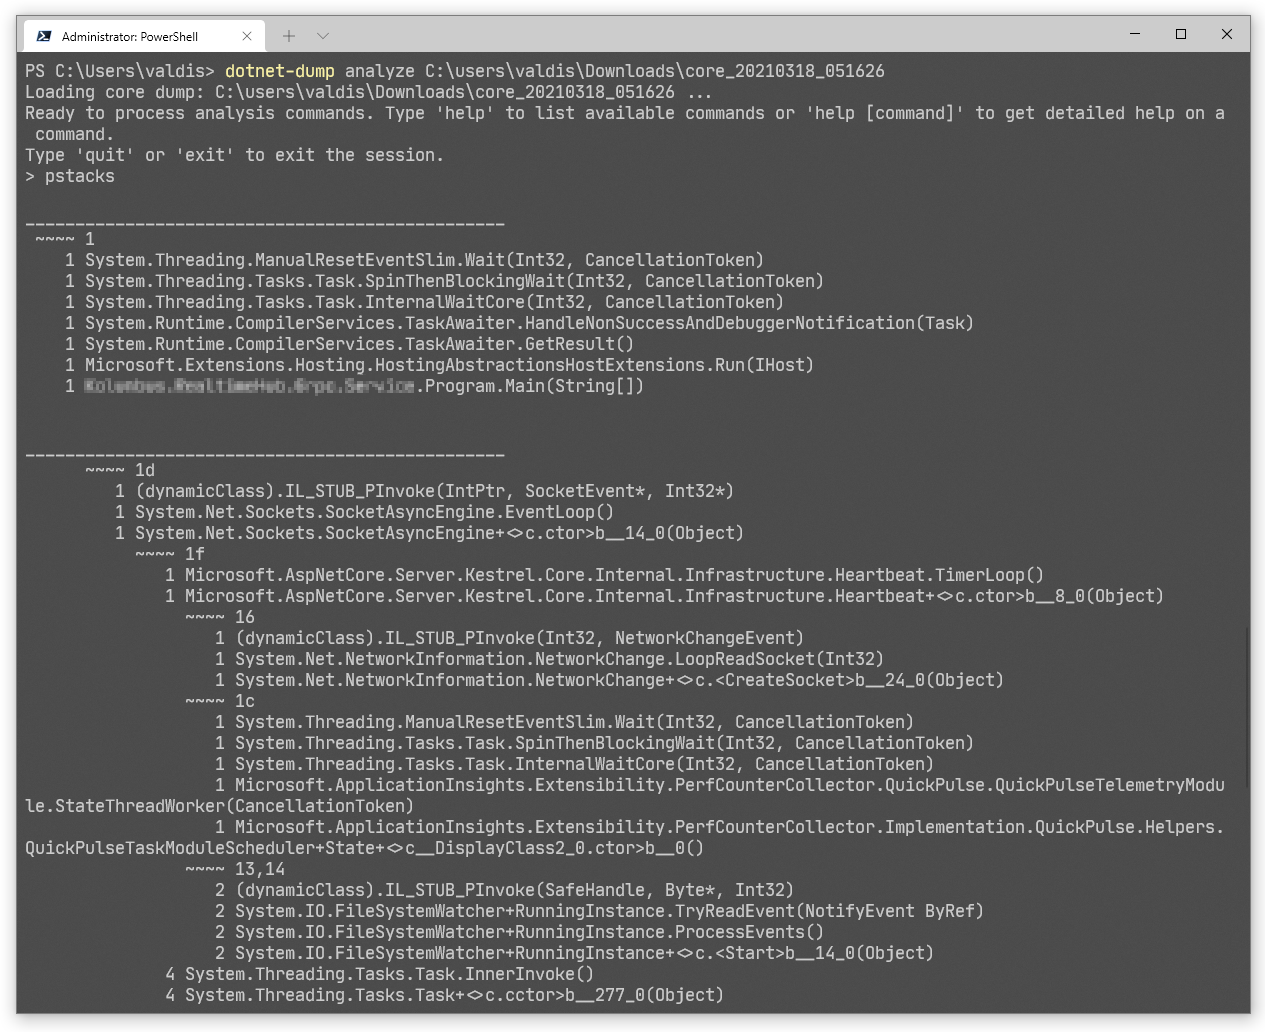 Administrator: PowerShell
PS C:\Users\valdis> dotnet-dump analyze C:\users\valdis\Downloads\core_20210318_051626
Loading core dump: C:\users\valdis\Downloads\core_20210318_051626 ...
Ready to process analysis commands. Type 'help' to list available commands or 'help [command]' to get detailed help on a
command.
Type 'quit' or 'exit' to exit the session.
> pstacks
________________________________________________
~~~~ 1
1 System.Threading.ManualResetEventSlim.Wait(Int32, CancellationToken)
1 System.Threading.Tasks.Task.SpinThenBlockingWait(Int32, CancellationToken)
1 System.Threading.Tasks.Task.InternalWaitCore(Int32, CancellationToken)
1 System.Runtime.CompilerServices.TaskAwaiter.HandleNonSuccessAndDebuggerNotification(Task)
1 System.Runtime.CompilerServices.TaskAwaiter.GetResult()
1 Microsoft.Extensions.Hosting.HostingAbstractionsHostExtensions.Run(IHost)
1 .Program.Main(String[])
________________________________________________
~~~~ 1d
1 (dynamicClass).IL_STUB_PInvoke(IntPtr, SocketEvent*, Int32*)
1 System.Net.Sockets.SocketAsyncEngine.EventLoop()
1 System.Net.Sockets.SocketAsyncEngine+<>c.ctor>b__14_0(Object)
~~~~ 1f
1 Microsoft.AspNetCore.Server.Kestrel.Core.Internal.Infrastructure.Heartbeat.TimerLoop()
1 Microsoft.AspNetCore.Server.Kestrel.Core.Internal.Infrastructure.Heartbeat+<>c.ctor>b__8_0(Object)
~~~~ 16
1 (dynamicClass).IL_STUB_PInvoke(Int32, NetworkChangeEvent)
1 System.Net.NetworkInformation.NetworkChange.LoopReadSocket(Int32)
1 System.Net.NetworkInformation.NetworkChange+<>c.<CreateSocket>b__24_0(Object)
~~~~ 1c
1 System.Threading.ManualResetEventSlim.Wait(Int32, CancellationToken)
1 System.Threading.Tasks.Task.SpinThenBlockingWait(Int32, CancellationToken)
1 System.Threading.Tasks.Task.InternalWaitCore(Int32, CancellationToken)
1 Microsoft.ApplicationInsights.Extensibility.PerfCounterCollector.QuickPulse.QuickPulseTelemetryModu
le.StateThreadWorker(CancellationToken)
1 Microsoft.ApplicationInsights.Extensibility.PerfCounterCollector.Implementation.QuickPulse.Helpers.
QuickPulseTaskModuleScheduler+State+<>c__DisplayClass2_0.ctor>b__0()
~~~~ 13,14
2 (dynamicClass).IL_STUB_PInvoke(SafeHandle, Byte*, Int32)
2 System.IO.FileSystemWatcher+RunningInstance.TryReadEvent(NotifyEvent ByRef)
2 System.IO.FileSystemWatcher+RunningInstance.ProcessEvents()
2 System.IO.FileSystemWatcher+RunningInstance+<>c.<Start>b__14_0(Object)
4 System.Threading.Tasks.Task.InnerInvoke()
4 System.Threading.Tasks.Task+<>c.cctor>b__277_0(Object)